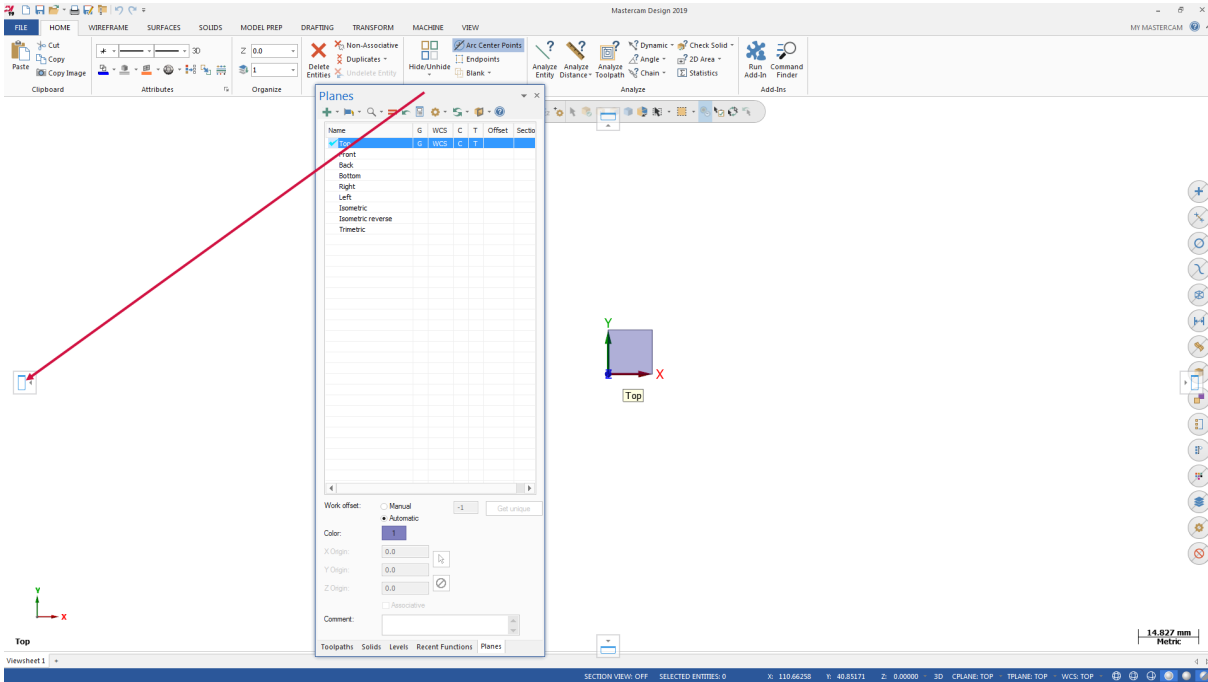 Mastercam Design 2019
FILE HOME WIREFRAME SURFACES SOLIDS MODEL PREP DRAFTING TRANSFORM MACHINE VIEW MY MASTERCAM
Paste
Cut
Copy
Copy Image
Clipboard
3D
Attributes
Z 0.0
1
Organize
Delete Entities
Non-Associative
Duplicates
Undelete Entity
Hide/Unhide
Arc Center Points
Endpoints
Blank
Analyze Entity
Analyze Distance
Analyze Toolpath
Dynamic
Angle
Chain
Check Solid
2D Area
Statistics
Analyze
Run Add-In
Command Finder
Add-Ins
Planes
Name G WCS C T Offset Sectio
Top G WCS C T
Front
Back
Bottom
Right
Left
Isometric
Isometric reverse
Trimetric
Work offset: Manual -1 Get unique
Automatic
Color: 1
X Origin: 0.0
Y Origin: 0.0
Z Origin: 0.0
Associative
Comment:
Toolpaths Solids Levels Recent Functions Planes
Y
X
Z
Top
Y
X
Top
14.827 mm
Metric
Viewsheet 1 +
SECTION VIEW: OFF SELECTED ENTITIES: 0 X: 110.66258 Y: 40.85171 Z: 0.00000 3D CPLANE: TOP TPLANE: TOP WCS: TOP